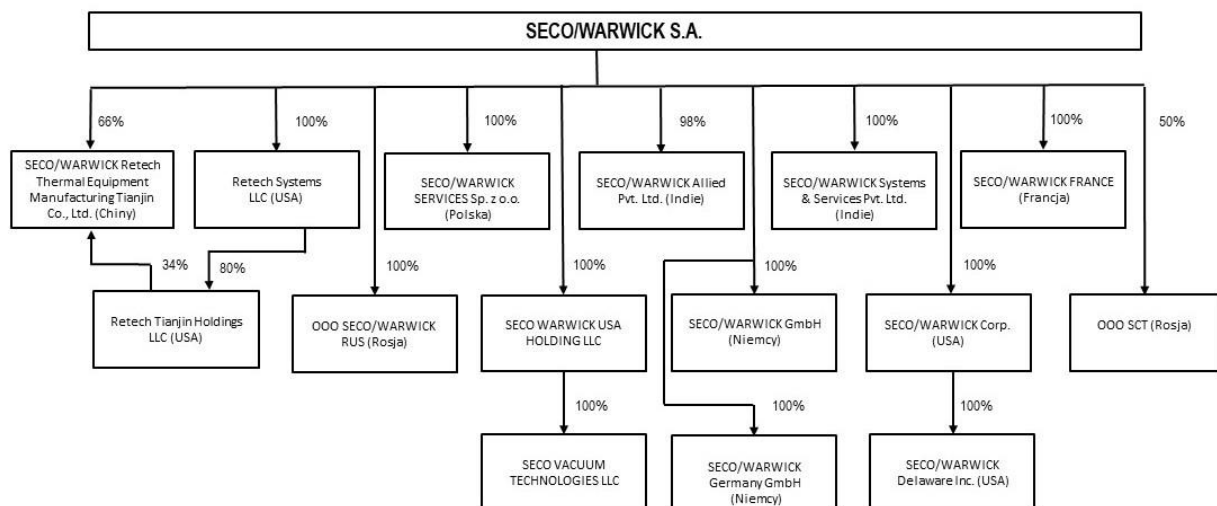 SECO/WARWICK S.A.
66%
100%
100%
98%
100%
100%
50%
SECO/WARWICK Retech
Thermal Equipment
Manufacturing Tianjin
Co., Ltd. (Chiny)
Retech Systems
LLC (USA)
SECO/WARWICK
SERVICES Sp. z o.o.
(Polska)
SECO/WARWICK Allied
Pvt. Ltd. (Indie)
SECO/WARWICK Systems
& Services Pvt. Ltd.
(Indie)
SECO/WARWICK FRANCE
(Francja)
34%
80%
100%
100%
100%
100%
Retech Tianjin Holdings
LLC (USA)
OOO SECO/WARWICK
RUS (Rosja)
SECO WARWICK USA
HOLDING LLC
SECO/WARWICK GmbH
(Niemcy)
SECO/WARWICK Corp.
(USA)
OOO SCT (Rosja)
100%
100%
100%
SECO VACUUM
TECHNOLOGIES LLC
SECO/WARWICK
Germany GmbH
(Niemcy)
SECO/WARWICK
Delaware Inc. (USA)